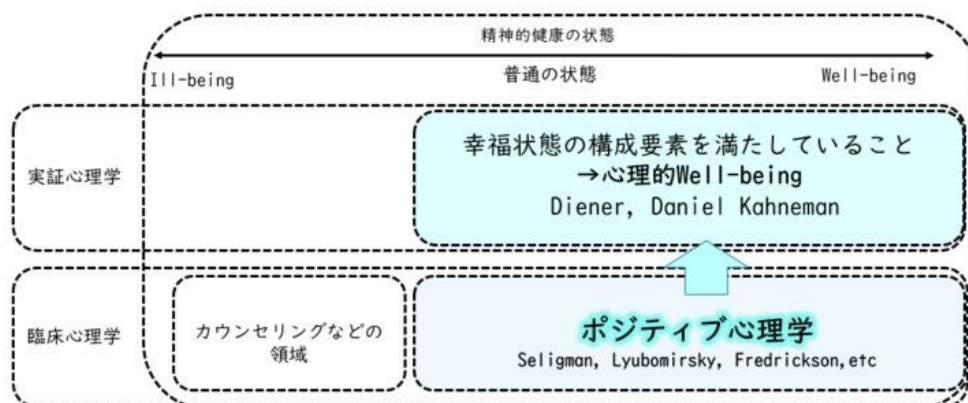 精神的健康の状態
Ill-being
普通の状態
Well-being
実証心理学
幸福状態の構成要素を満たしていること
→心理的Well-being
Diener, Daniel Kahneman
臨床心理学
カウンセリングなどの
領域
ポジティブ心理学
Seligman, Lyubomirsky, Fredrickson,etc